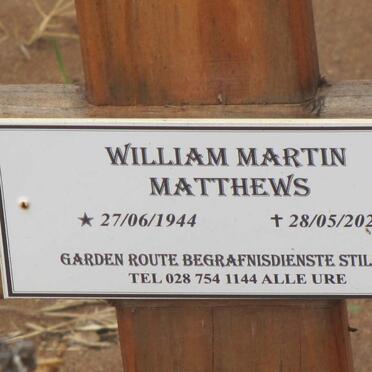 WILLIAM MARTIN
MATTHEWS
★ 27/06/1944 ✝ 28/05/202
GARDEN ROUTE BEGRAFNISDIENSTE STIL
TEL 028 754 1144 ALLE URE